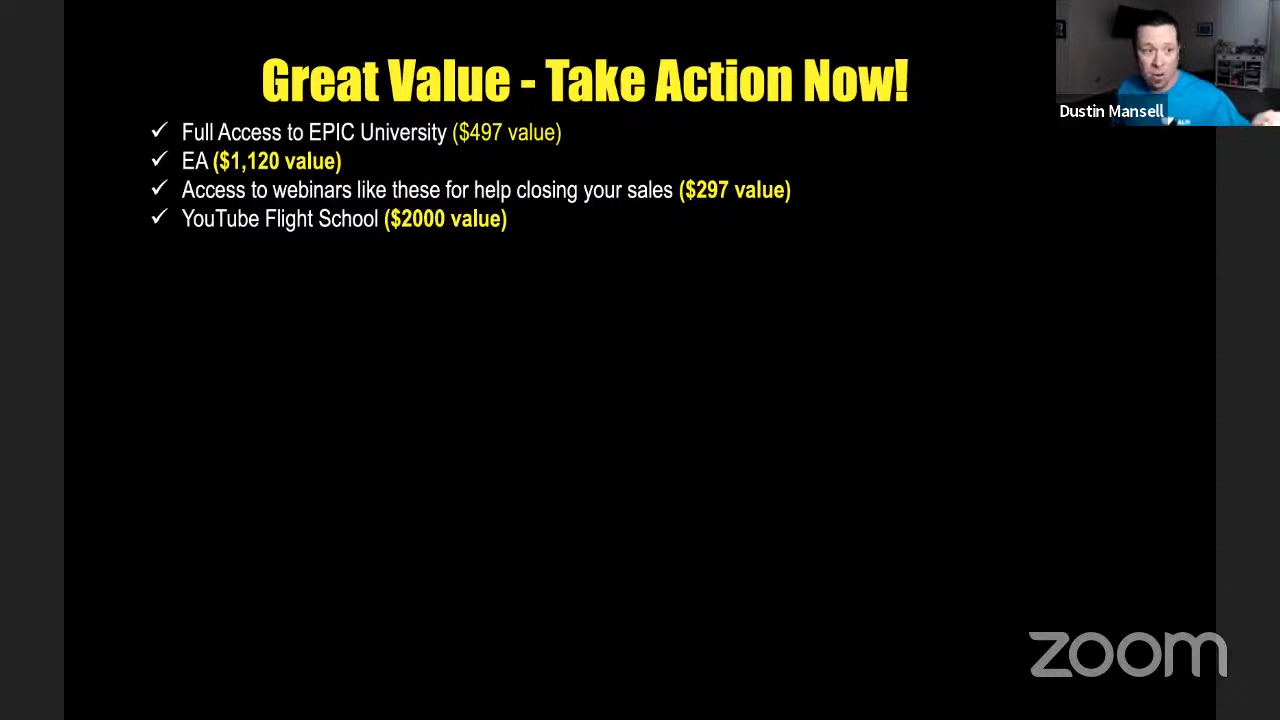 Great Value - Take Action Now!
✓ Full Access to EPIC University ($497 value)
✓ EA ($1,120 value)
✓ Access to webinars like these for help closing your sales ($297 value)
✓ YouTube Flight School ($2000 value)
Dustin Mansell
zoom